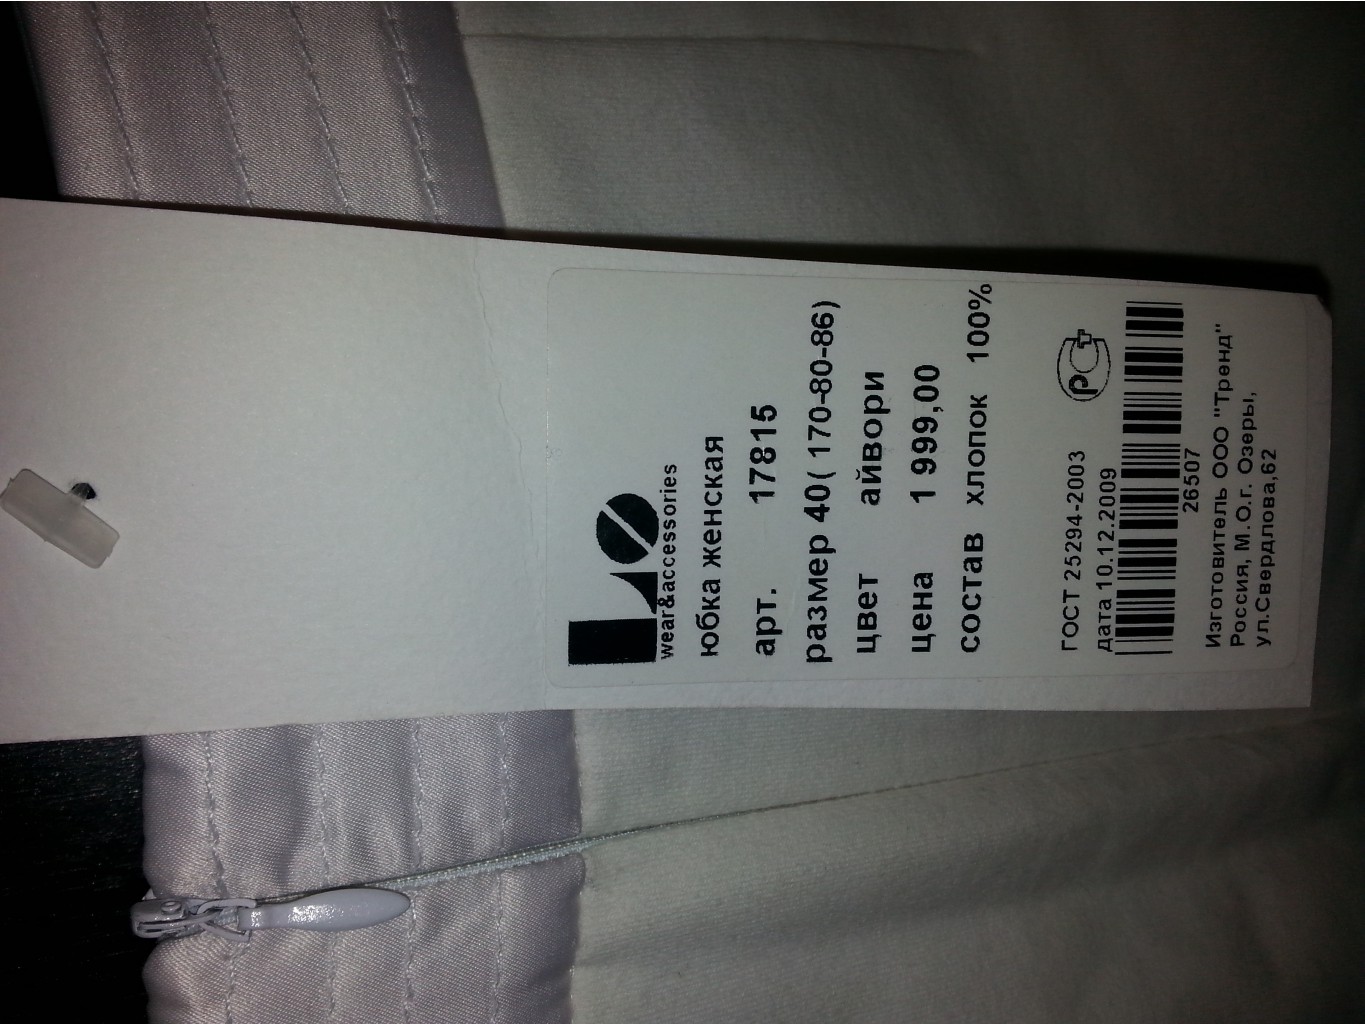 LO
wear&accessories
юбка женская
арт. 17815
размер 40( 170-80-86)
цвет айвори
цена 1 999,00
состав хлопок 100%
ГОСТ 25294-2003
дата 10.12.2009
РСТ
26507
Изготовитель ООО "Тренд"
Россия, М.О.г. Озеры,
ул.Свердлова,62